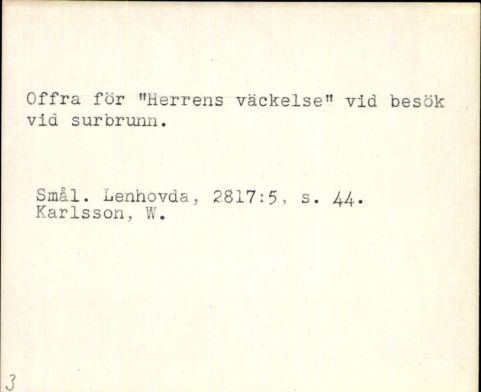 Offra för "Herrens väckelse" vid besök
vid surbrunn.
Smål. Lenhovda, 2817:5, s. 44.
Karlsson, W.
3